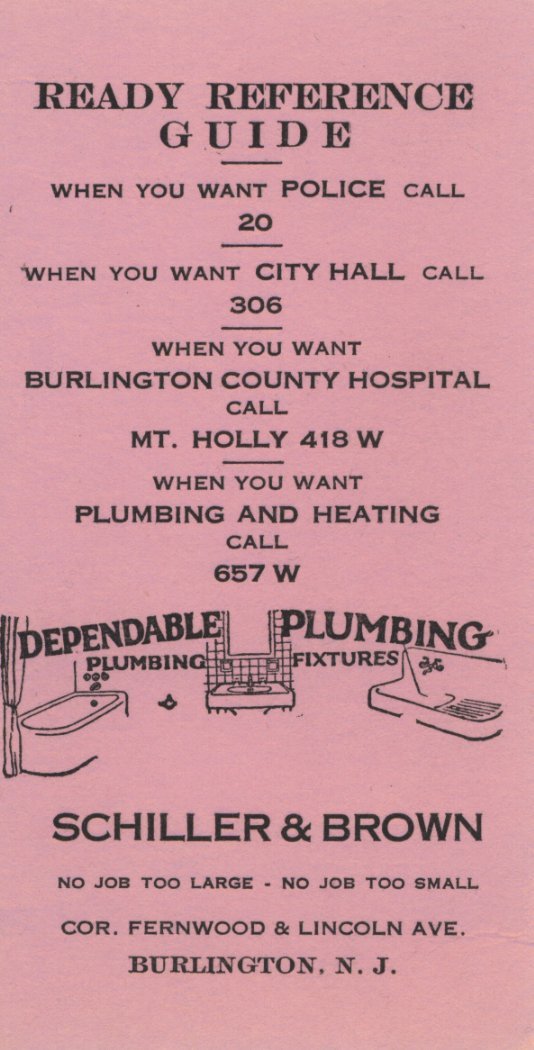 READY REFERENCE
GUIDE
WHEN YOU WANT POLICE CALL
20
WHEN YOU WANT CITY HALL CALL
306
WHEN YOU WANT
BURLINGTON COUNTY HOSPITAL
CALL
MT. HOLLY 418 W
WHEN YOU WANT
PLUMBING AND HEATING
CALL
657 W
DEPENDABLE PLUMBING
PLUMBING FIXTURES
SCHILLER & BROWN
NO JOB TOO LARGE - NO JOB TOO SMALL
COR. FERNWOOD & LINCOLN AVE.
BURLINGTON, N. J.